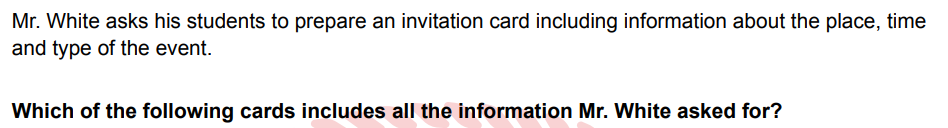 Mr. White asks his students to prepare an invitation card including information about the place, time
and type of the event.
Which of the following cards includes all the information Mr. White asked for?